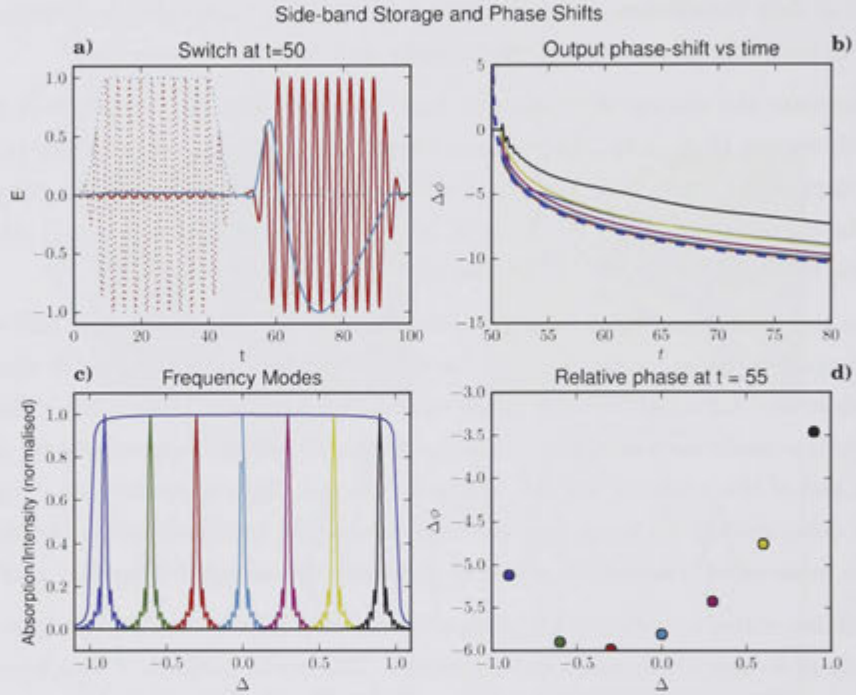 Side-band Storage and Phase Shifts
a)
Switch at t=50
1.0
0.5
0.0
−0.5
−1.0
E
0
20
40
60
80
100
t
Output phase-shift vs time
b)
5
0
−5
−10
−15
Δϕ
50
55
60
65
70
75
80
t
c)
Frequency Modes
1.0
0.8
0.6
0.4
0.2
0.0
Absorption/Intensity (normalised)
−1.0
−0.5
0.0
0.5
1.0
Δ
Relative phase at t = 55
d)
−3.0
−3.5
−4.0
−4.5
−5.0
−5.5
−6.0
Δϕ
−1.0
−0.5
0.0
0.5
1.0
Δ